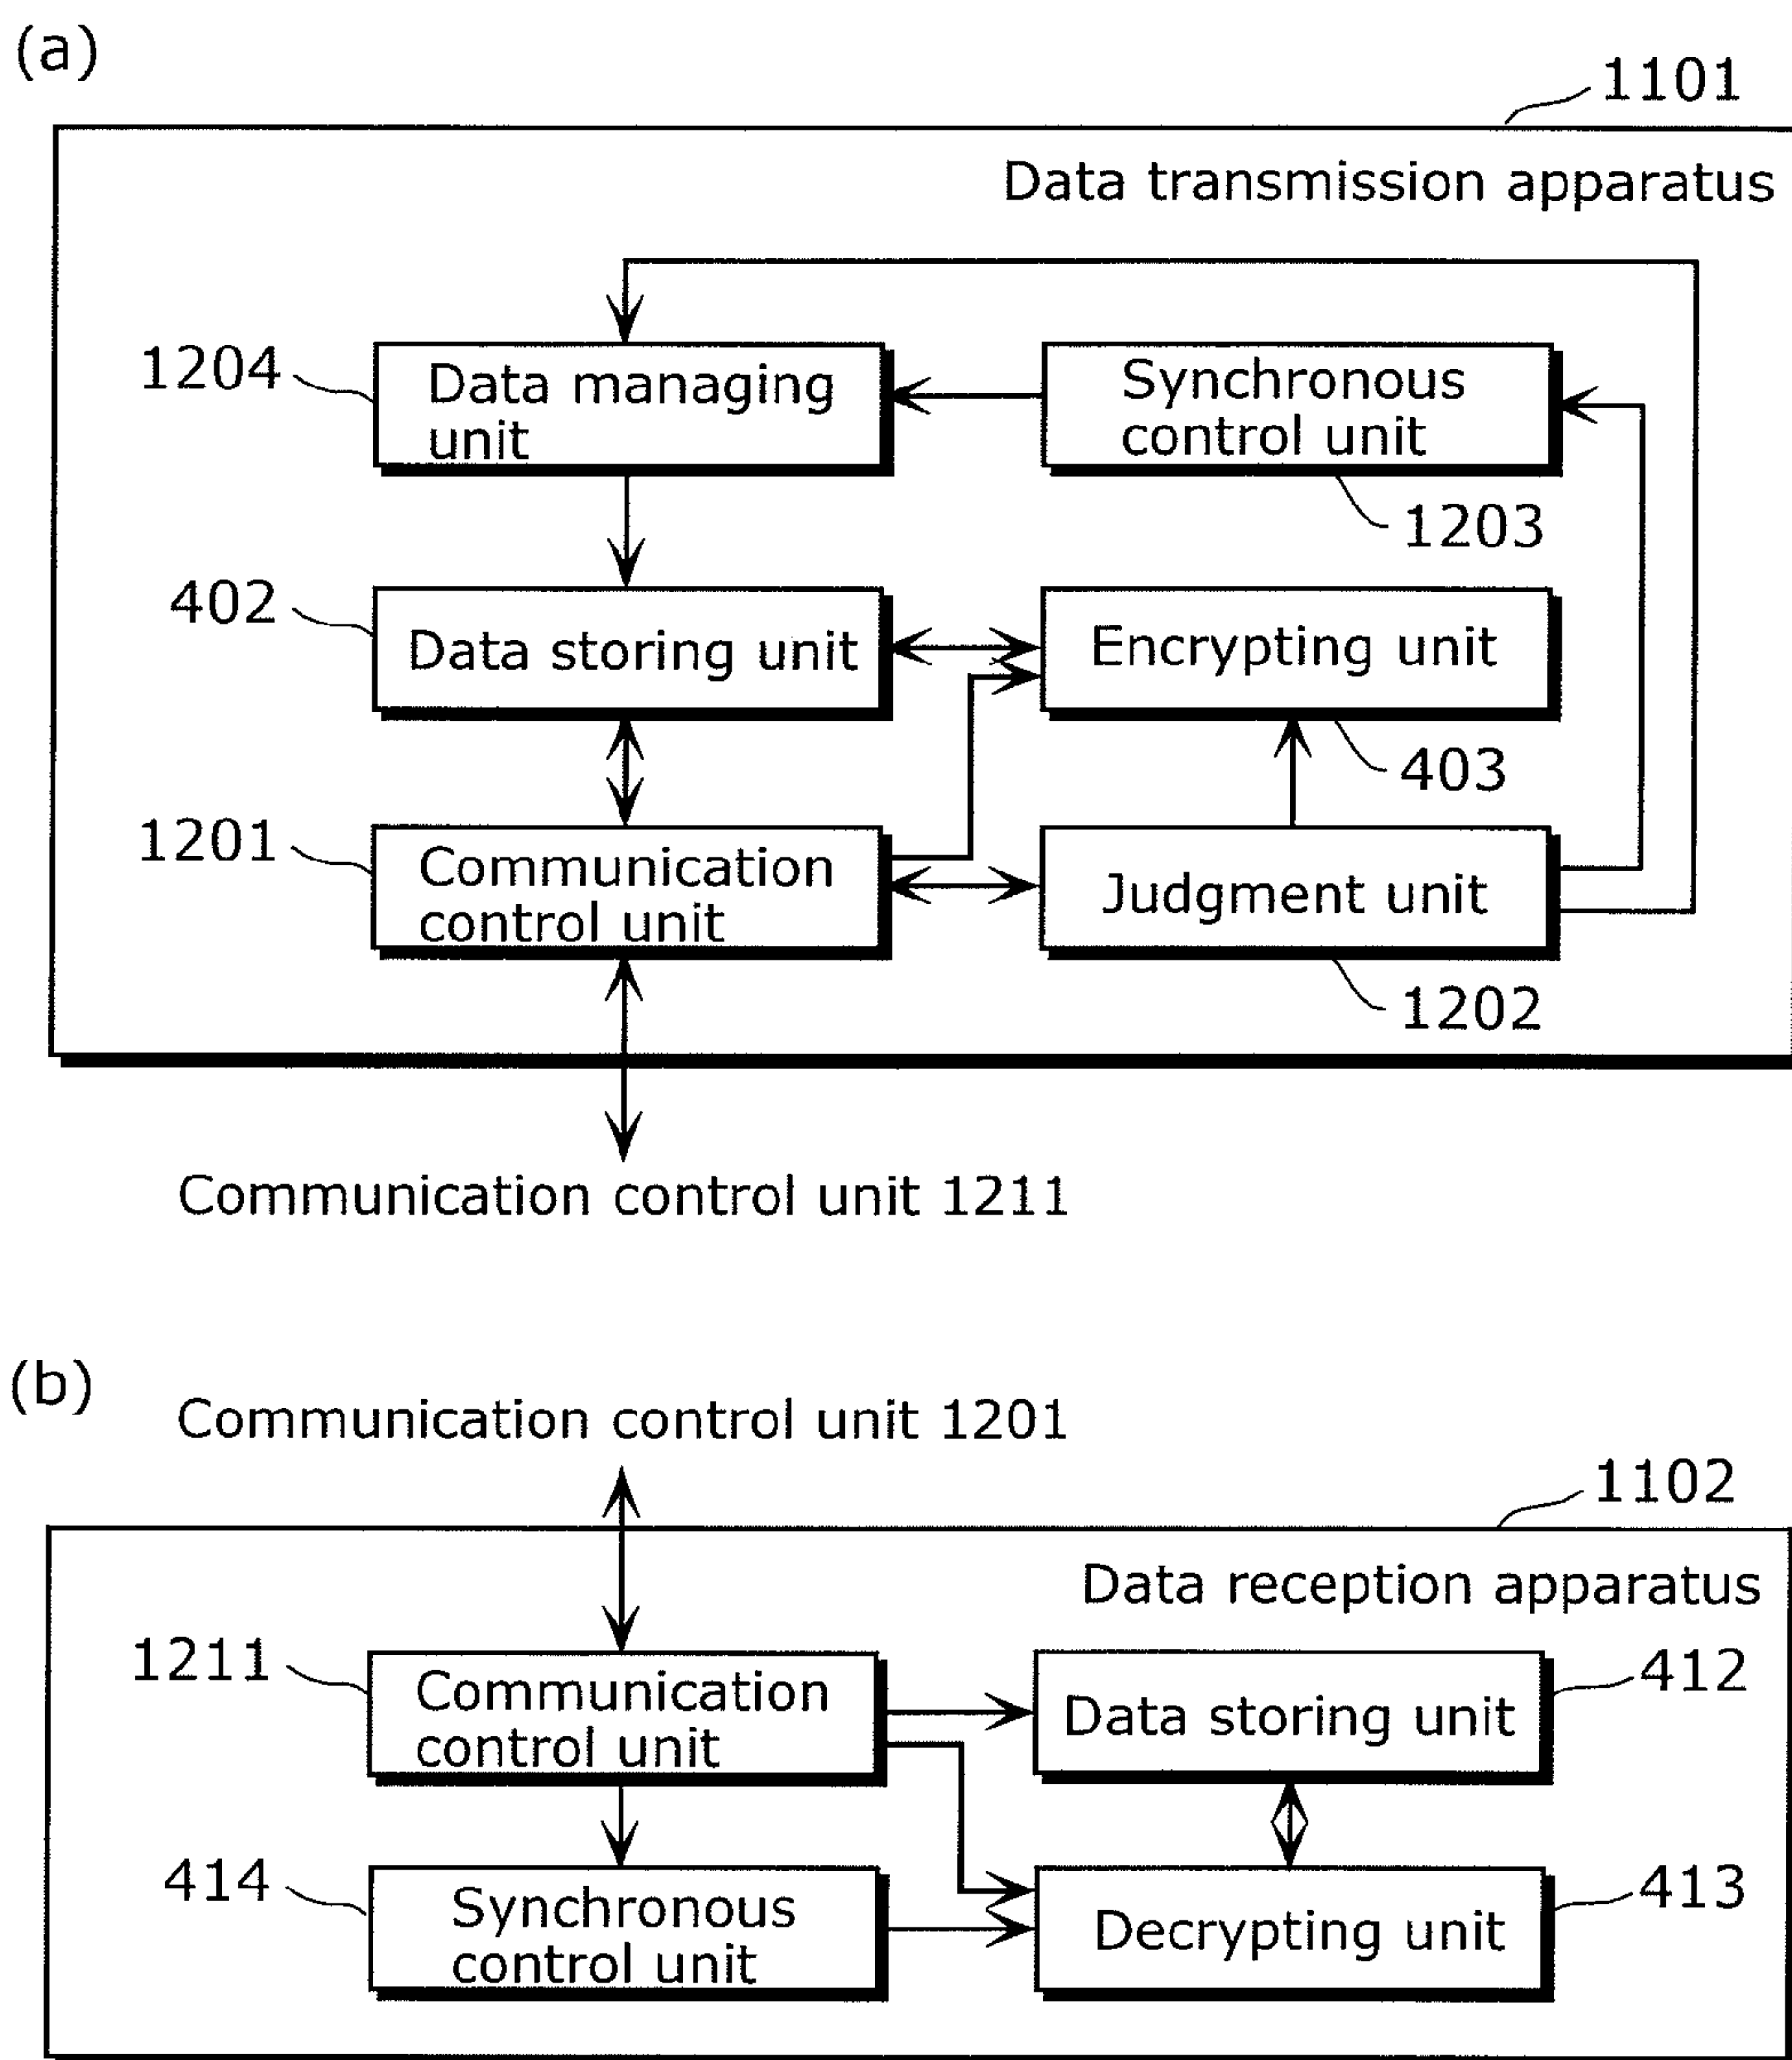 (a)
1101
Data transmission apparatus
1204
Data managing
unit
Synchronous
control unit
1203
402
Data storing unit
Encrypting unit
403
1201
Communication
control unit
Judgment unit
1202
Communication control unit 1211
(b)
Communication control unit 1201
1102
Data reception apparatus
1211
Communication
control unit
Data storing unit
412
414
Synchronous
control unit
Decrypting unit
413